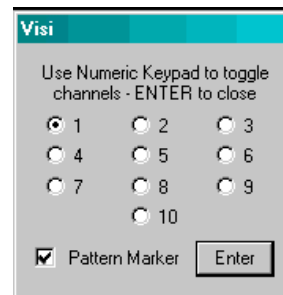 Visi
Use Numeric Keypad to toggle
channels - ENTER to close
1 2 3
4 5 6
7 8 9
10
Pattern Marker Enter